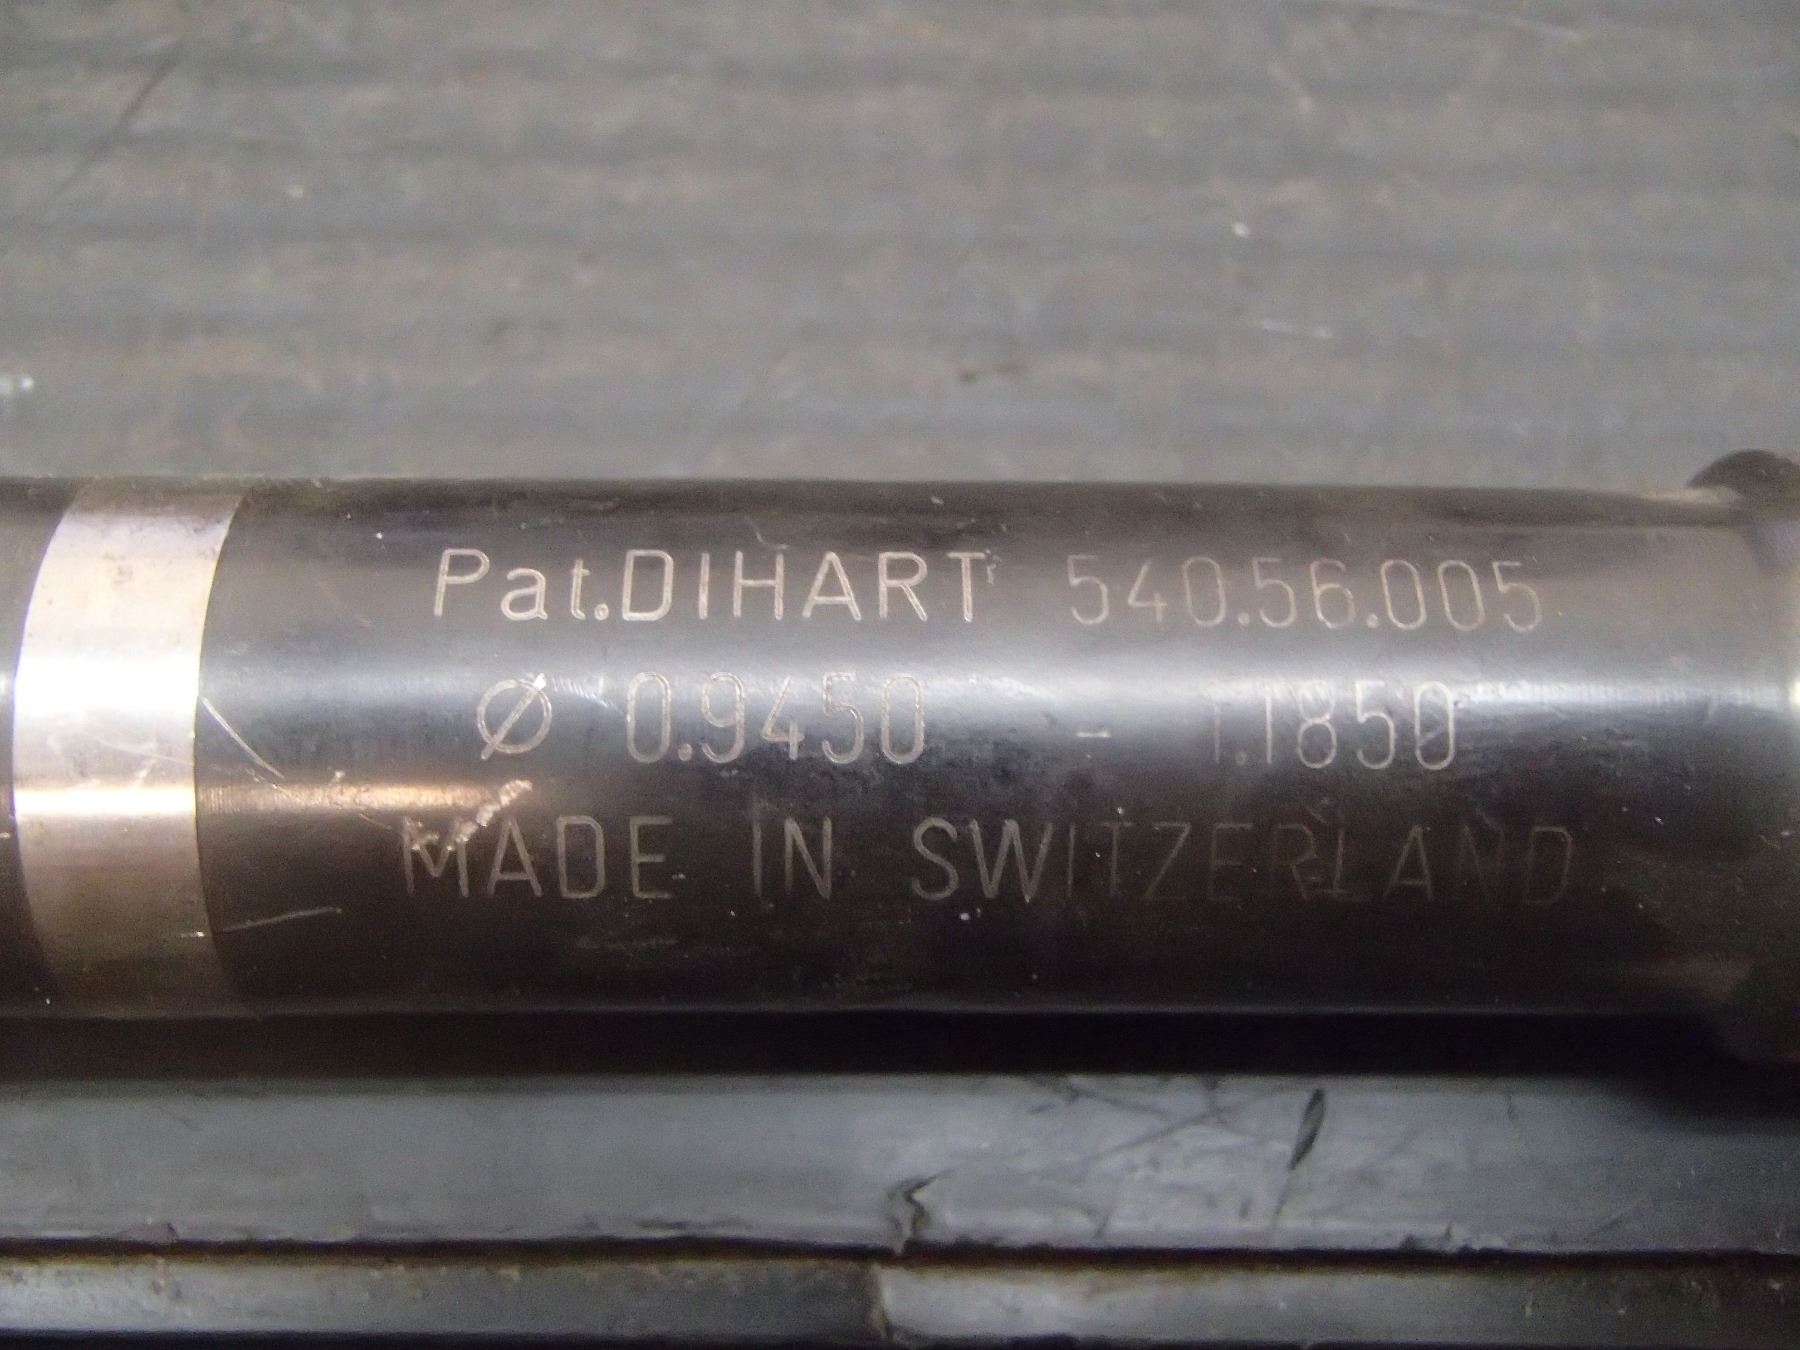 Pat.DIHART 540.56.005
Ø 0.9450 - 1.1850
MADE IN SWITZERLAND